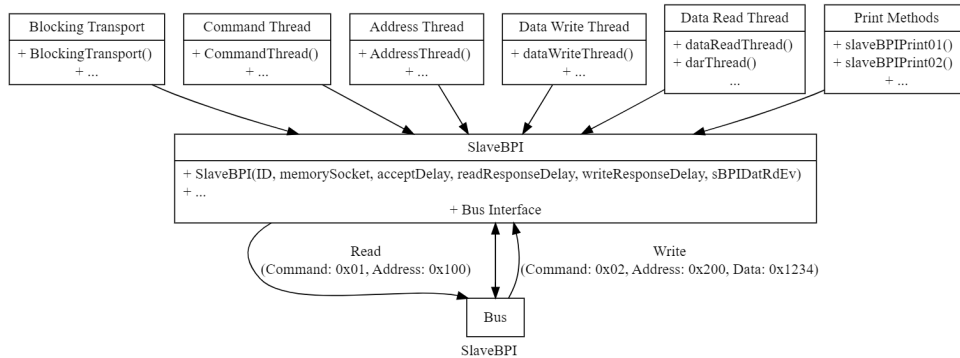 Blocking Transport
+ BlockingTransport()
+ ...
Command Thread
+ CommandThread()
+ ...
Address Thread
+ AddressThread()
+ ...
Data Write Thread
+ dataWriteThread()
+ ...
Data Read Thread
+ dataReadThread()
+ darThread()
...
Print Methods
+ slaveBPIPrint01()
+ slaveBPIPrint02()
+ ...
SlaveBPI
+ SlaveBPI(ID, memorySocket, acceptDelay, readResponseDelay, writeResponseDelay, sBPIDatRdEv)
+ ...
+ Bus Interface
Read
(Command: 0x01, Address: 0x100)
Write
(Command: 0x02, Address: 0x200, Data: 0x1234)
Bus
SlaveBPI